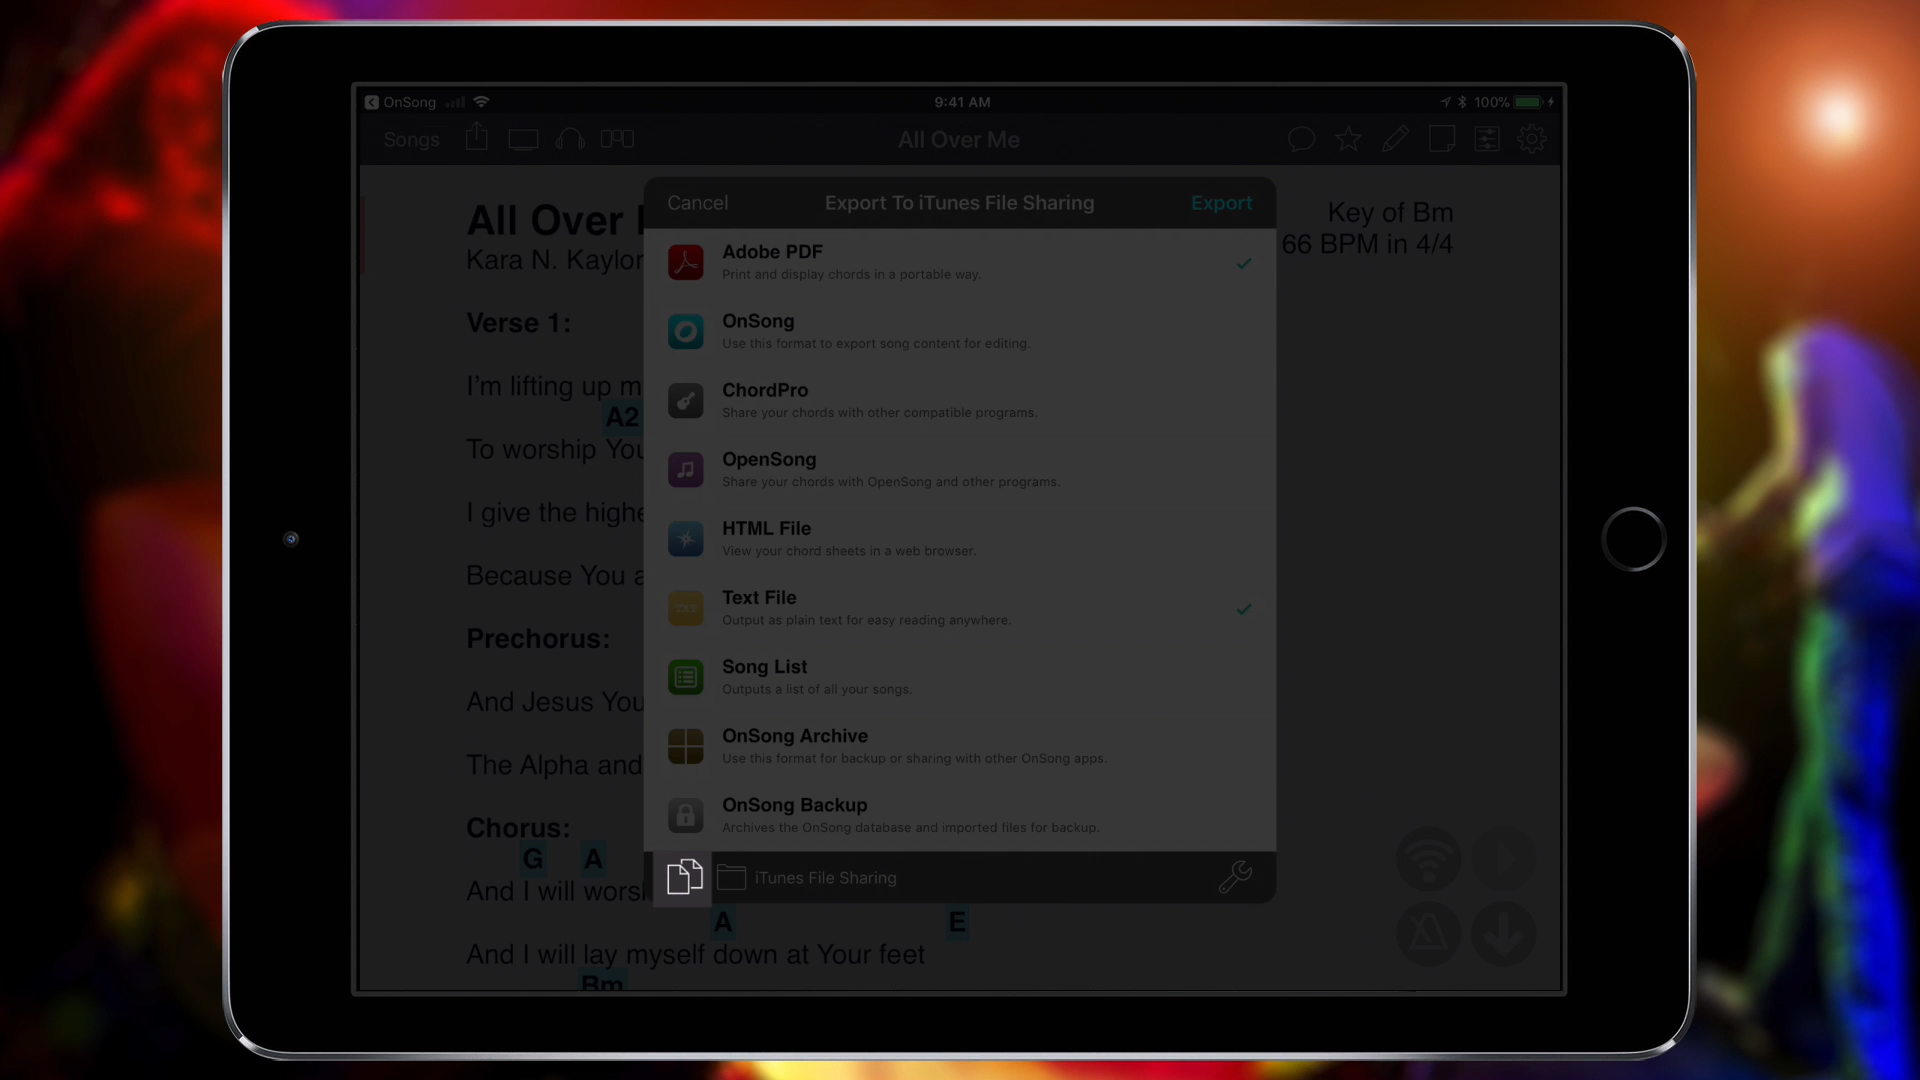 OnSong
9:41 AM
100%
Songs
All Over Me
Cancel
Export To iTunes File Sharing
Export
All Over
Kara N. Kaylor
Key of Bm
66 BPM in 4/4
Verse 1:
I'm lifting up m
A2
To worship You
I give the highe
Because You a
Prechorus:
And Jesus You
The Alpha and
Chorus:
G A
And I will worsh
A E
And I will lay myself down at Your feet
Bm
Adobe PDF
Print and display chords in a portable way.
OnSong
Use this format to export song content for editing.
ChordPro
Share your chords with other compatible programs.
OpenSong
Share your chords with OpenSong and other programs.
HTML File
View your chord sheets in a web browser.
TXT
Text File
Output as plain text for easy reading anywhere.
Song List
Outputs a list of all your songs.
OnSong Archive
Use this format for backup or sharing with other OnSong apps.
OnSong Backup
Archives the OnSong database and imported files for backup.
iTunes File Sharing